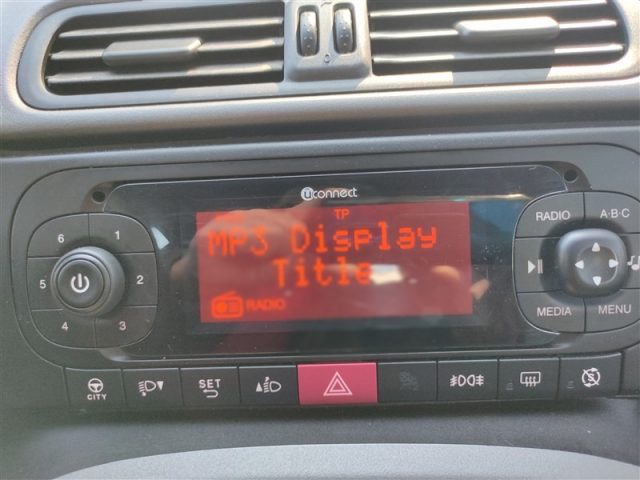 uconnect
TP
MP3 Display
Title
RADIO
6 1
5 2
4 3
RADIO A·B·C
MEDIA MENU
CITY
SET